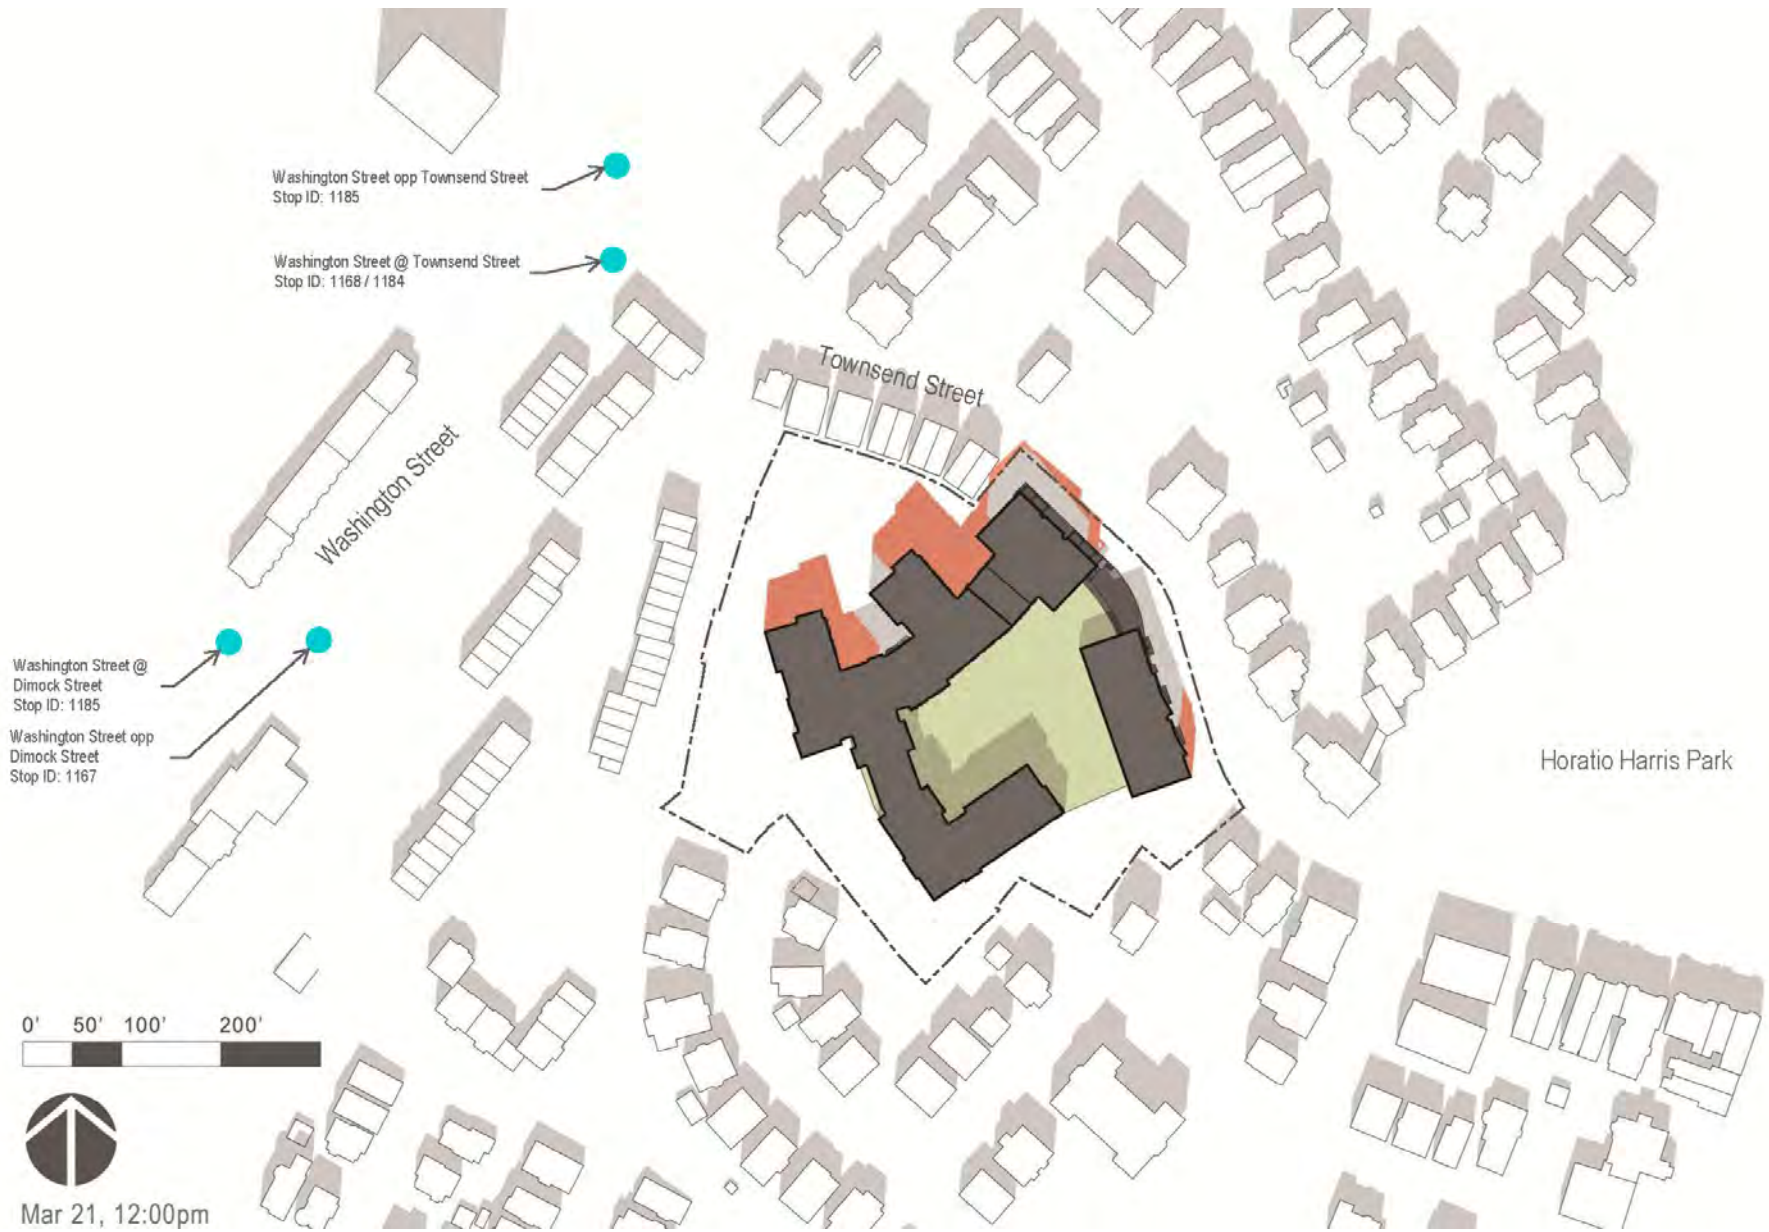 Washington Street opp Townsend Street
Stop ID: 1185
Washington Street @ Townsend Street
Stop ID: 1168 / 1184
Townsend Street
Washington Street
Washington Street @
Dimock Street
Stop ID: 1185
Washington Street opp
Dimock Street
Stop ID: 1167
Horatio Harris Park
0' 50' 100' 200'
Mar 21, 12:00pm